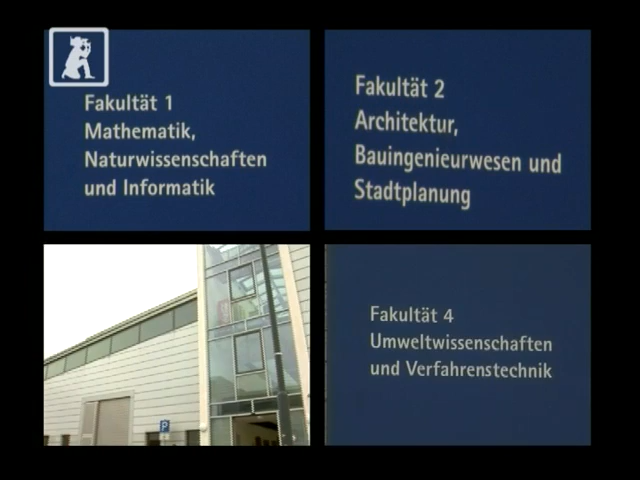 Fakultät 1
Mathematik,
Naturwissenschaften
und Informatik
Fakultät 2
Architektur,
Bauingenieurwesen und
Stadtplanung
P
Fakultät 4
Umweltwissenschaften
und Verfahrenstechnik